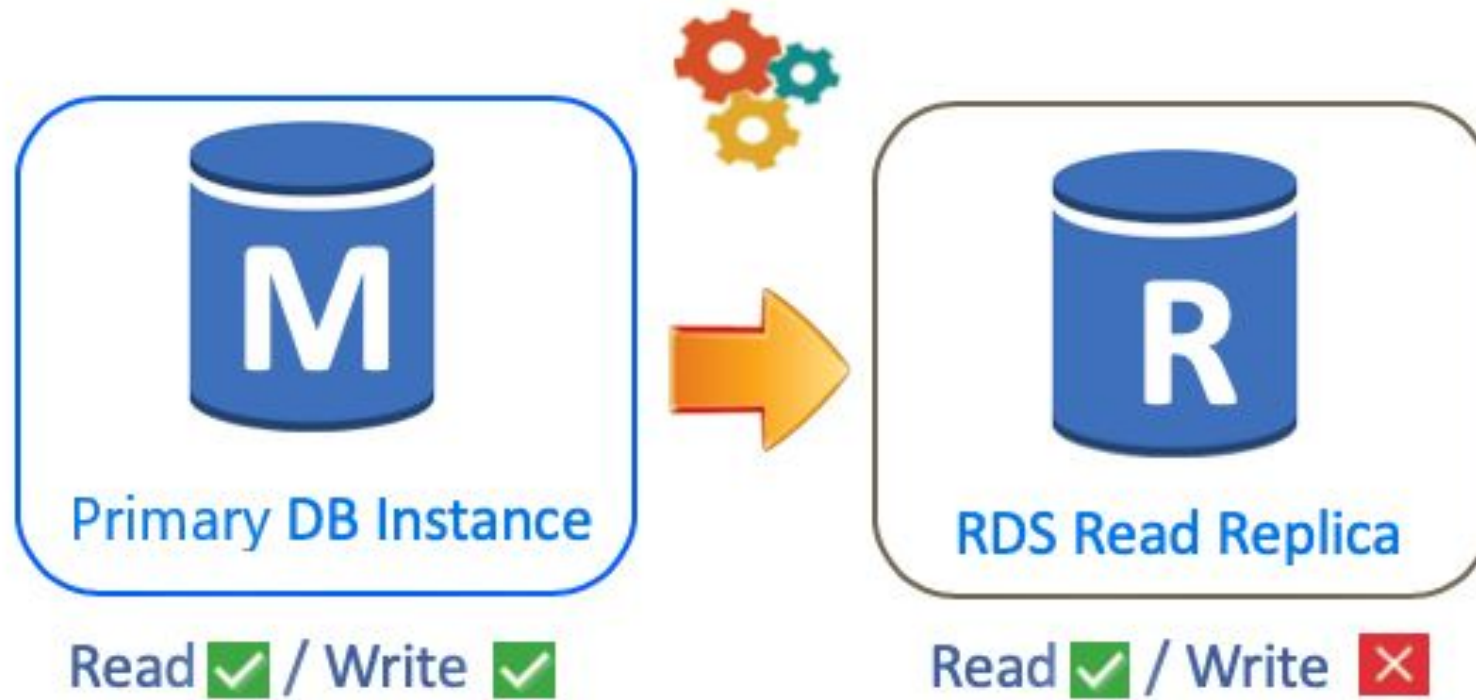 M
Primary DB Instance
Read ✅ / Write ✅
R
RDS Read Replica
Read ✅ / Write ❌